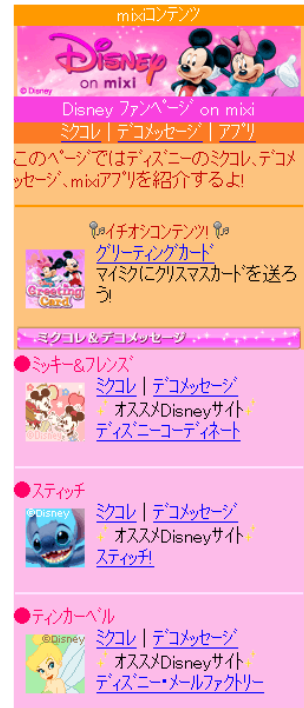 mixiコンテンツ
Disney
on mixi
© Disney
Disney ﾌｧﾝﾍﾟｰｼﾞ on mixi
ミクコレ | デコメッセージ | アプリ
このページではディズニーのミクコレ、デコメ
ッセージ、mixiアプリを紹介するよ!
イチオシコンテンツ!
Greeting
Card
グリーティングカード
マイミクにクリスマスカードを送ろ
う!
ミクコレ&デコメッセージ
●ミッキー&フレンズ
©Disney
ミクコレ | デコメッセージ
オススメDisneyサイト
ディズニーコーディネート
●スティッチ
©Disney
ミクコレ | デコメッセージ
オススメDisneyサイト
スティッチ!
●ティンカーベル
©Disney
ミクコレ | デコメッセージ
オススメDisneyサイト
ディズニー・メールファクトリー